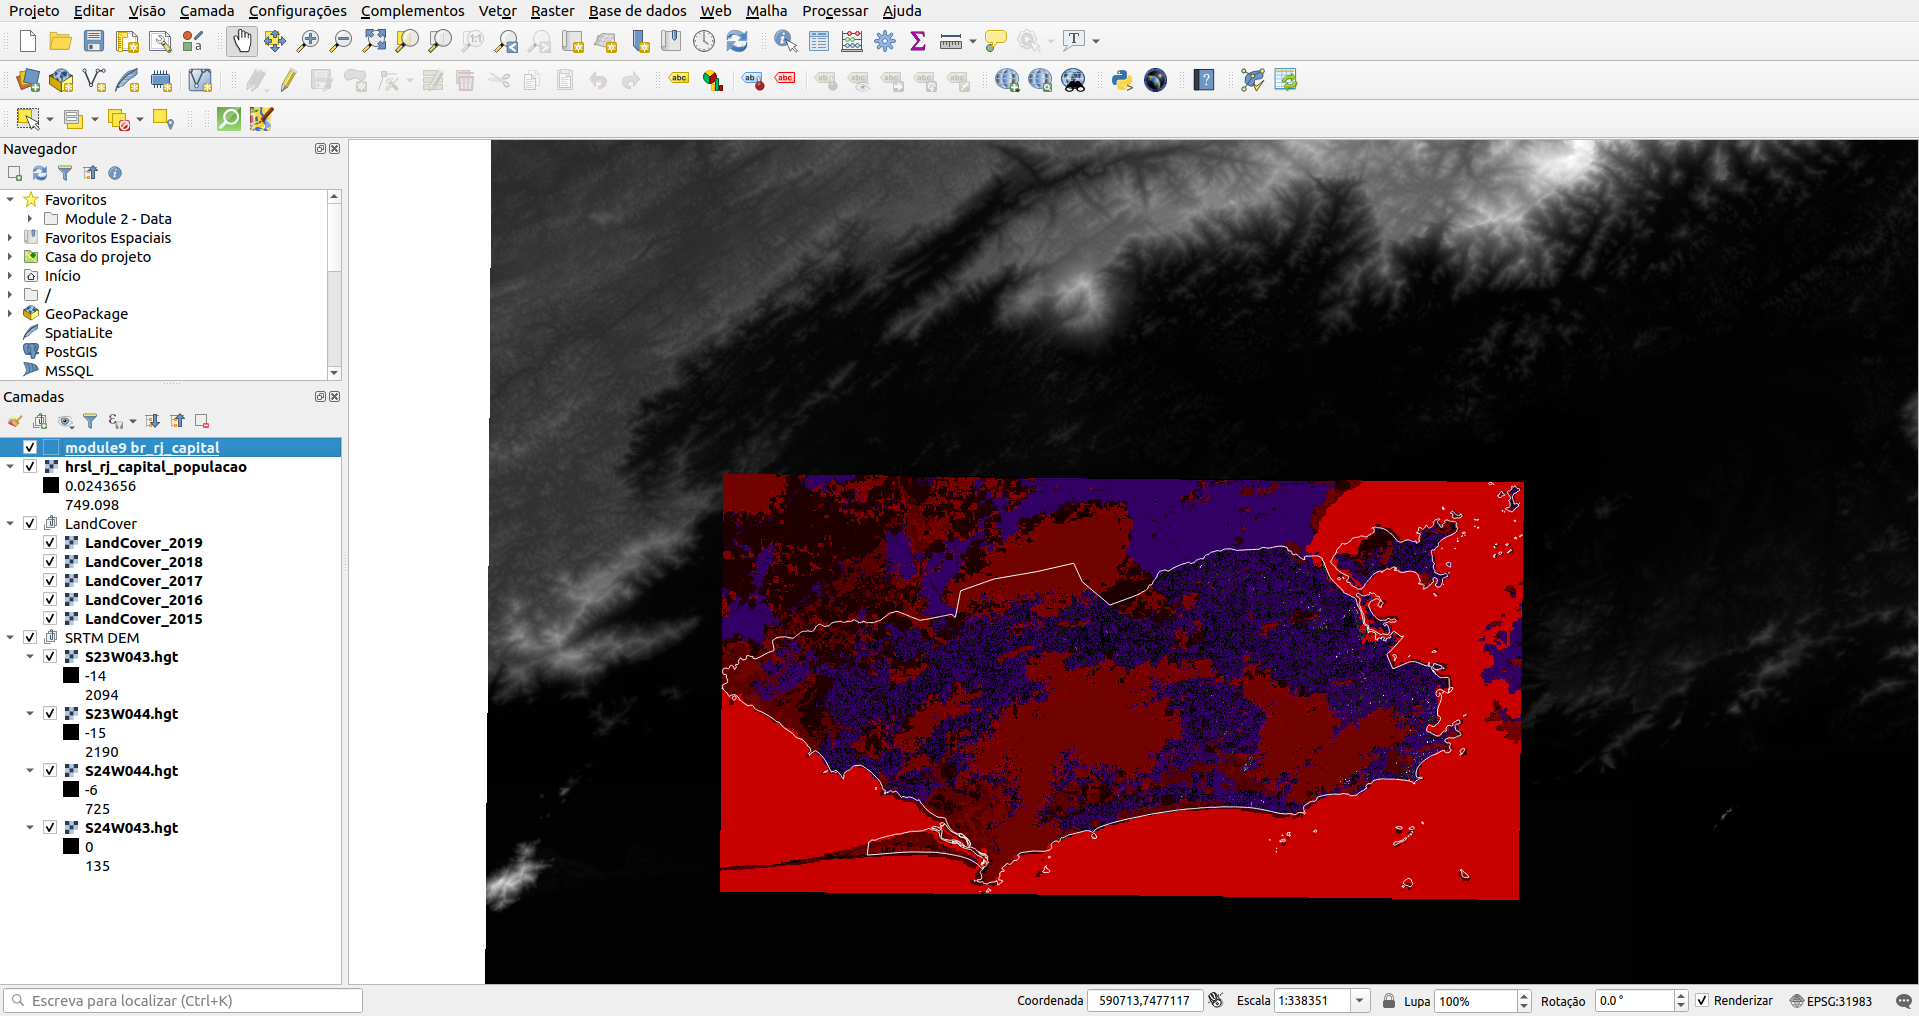 Projeto Editar Visão Camada Configurações Complementos Vetor Raster Base de dados Web Malha Processar Ajuda
Navegador
Favoritos
Module 2 - Data
Favoritos Espaciais
Casa do projeto
Início
/
GeoPackage
SpatiaLite
PostGIS
MSSQL
Camadas
module9 br_rj_capital
hrsl_rj_capital_populacao
0.0243656
749.098
LandCover
LandCover_2019
LandCover_2018
LandCover_2017
LandCover_2016
LandCover_2015
SRTM DEM
S23W043.hgt
-14
2094
S23W044.hgt
-15
2190
S24W044.hgt
-6
725
S24W043.hgt
0
135
Escreva para localizar (Ctrl+K)
Coordenada 590713,7477117 Escala 1:338351 Lupa 100% Rotação 0.0 ° Renderizar EPSG:31983